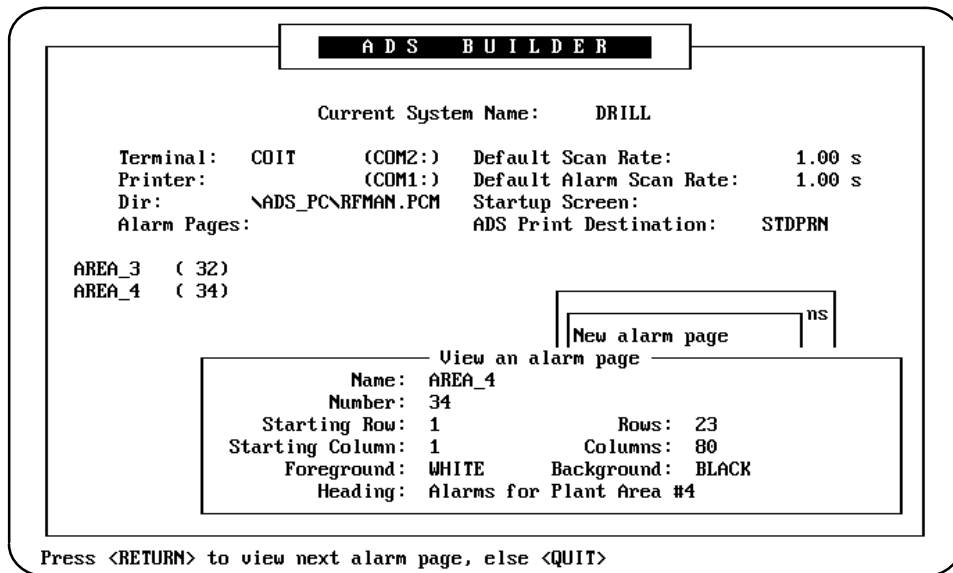 ADS BUILDER
Current System Name: DRILL
Terminal: COIT (COM2:) Default Scan Rate: 1.00 s
Printer: (COM1:) Default Alarm Scan Rate: 1.00 s
Dir: \ADS_PC\RFMAN.PCM Startup Screen:
Alarm Pages: ADS Print Destination: STDPRN
AREA_3 ( 32)
AREA_4 ( 34)
ns
New alarm page
View an alarm page
Name: AREA_4
Number: 34
Starting Row: 1 Rows: 23
Starting Column: 1 Columns: 80
Foreground: WHITE Background: BLACK
Heading: Alarms for Plant Area #4
Press <RETURN> to view next alarm page, else <QUIT>